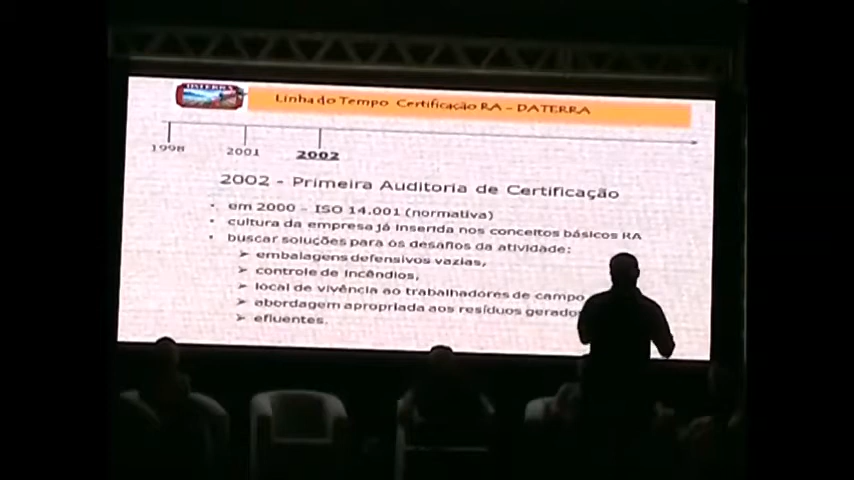 DATERRA
Linha do Tempo Certificação RA – DATERRA
1998 2001 2002
2002 - Primeira Auditoria de Certificação
• em 2000 – ISO 14.001 (normativa)
• cultura da empresa já inserida nos conceitos básicos RA
• buscar soluções para os desafios da atividade:
➢ embalagens defensivos vazias,
➢ controle de incêndios,
➢ local de vivência ao trabalhadores de campo
➢ abordagem apropriada aos resíduos gerado
➢ efluentes.